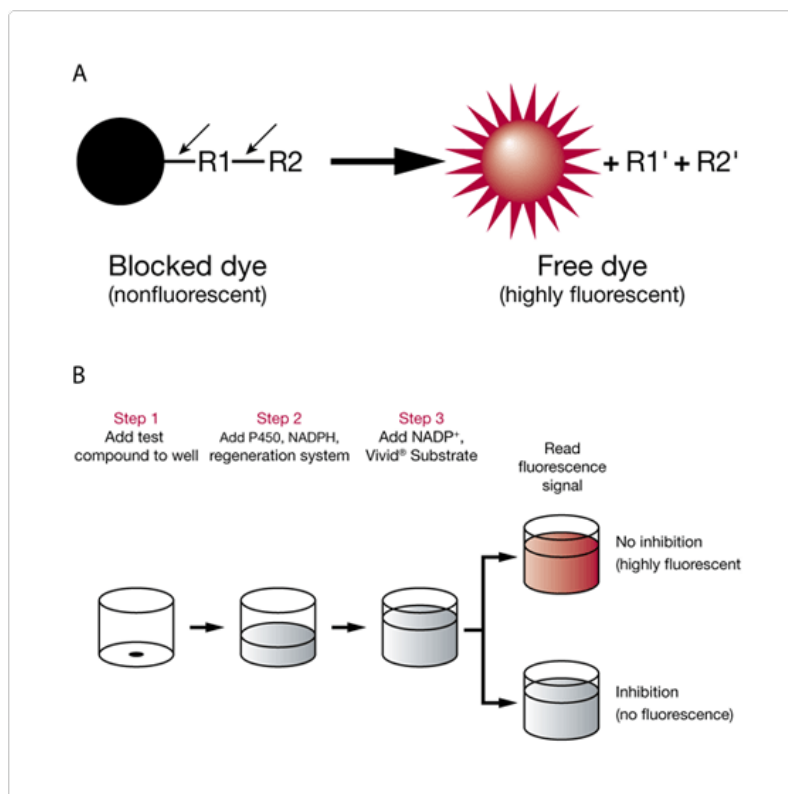 A
R1 R2
+ R1' + R2'
Blocked dye
(nonfluorescent)
Free dye
(highly fluorescent)
B
Step 1
Add test
compound to well
Step 2
Add P450, NADPH,
regeneration system
Step 3
Add NADP⁺,
Vivid® Substrate
Read
fluorescence
signal
No inhibition
(highly fluorescent
Inhibition
(no fluorescence)